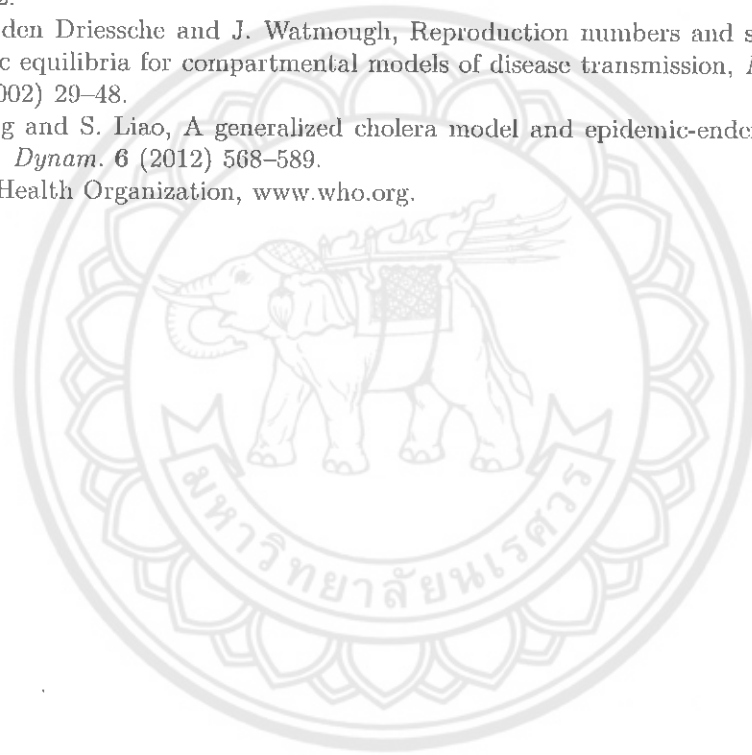 2.
den Driessche and J. Watmough, Reproduction numbers and s
c equilibria for compartmental models of disease transmission,
002) 29–48.
g and S. Liao, A generalized cholera model and epidemic-ende
Dynam. 6 (2012) 568–589.
Health Organization, www.who.org.
มหาวิทยาลัยนเรศวร